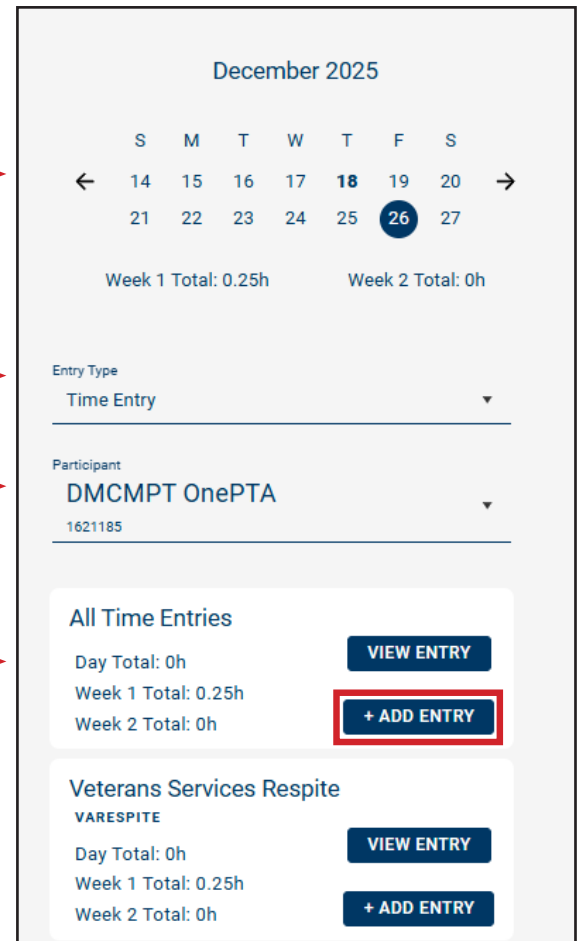 December 2025
S M T W T F S
← 14 15 16 17 18 19 20 →
21 22 23 24 25 26 27
Week 1 Total: 0.25h Week 2 Total: 0h
Entry Type
Time Entry
Participant
DMCMPT OnePTA
1621185
All Time Entries
Day Total: 0h
VIEW ENTRY
Week 1 Total: 0.25h
Week 2 Total: 0h
+ ADD ENTRY
Veterans Services Respite
VARESPITE
Day Total: 0h
VIEW ENTRY
Week 1 Total: 0.25h
Week 2 Total: 0h
+ ADD ENTRY